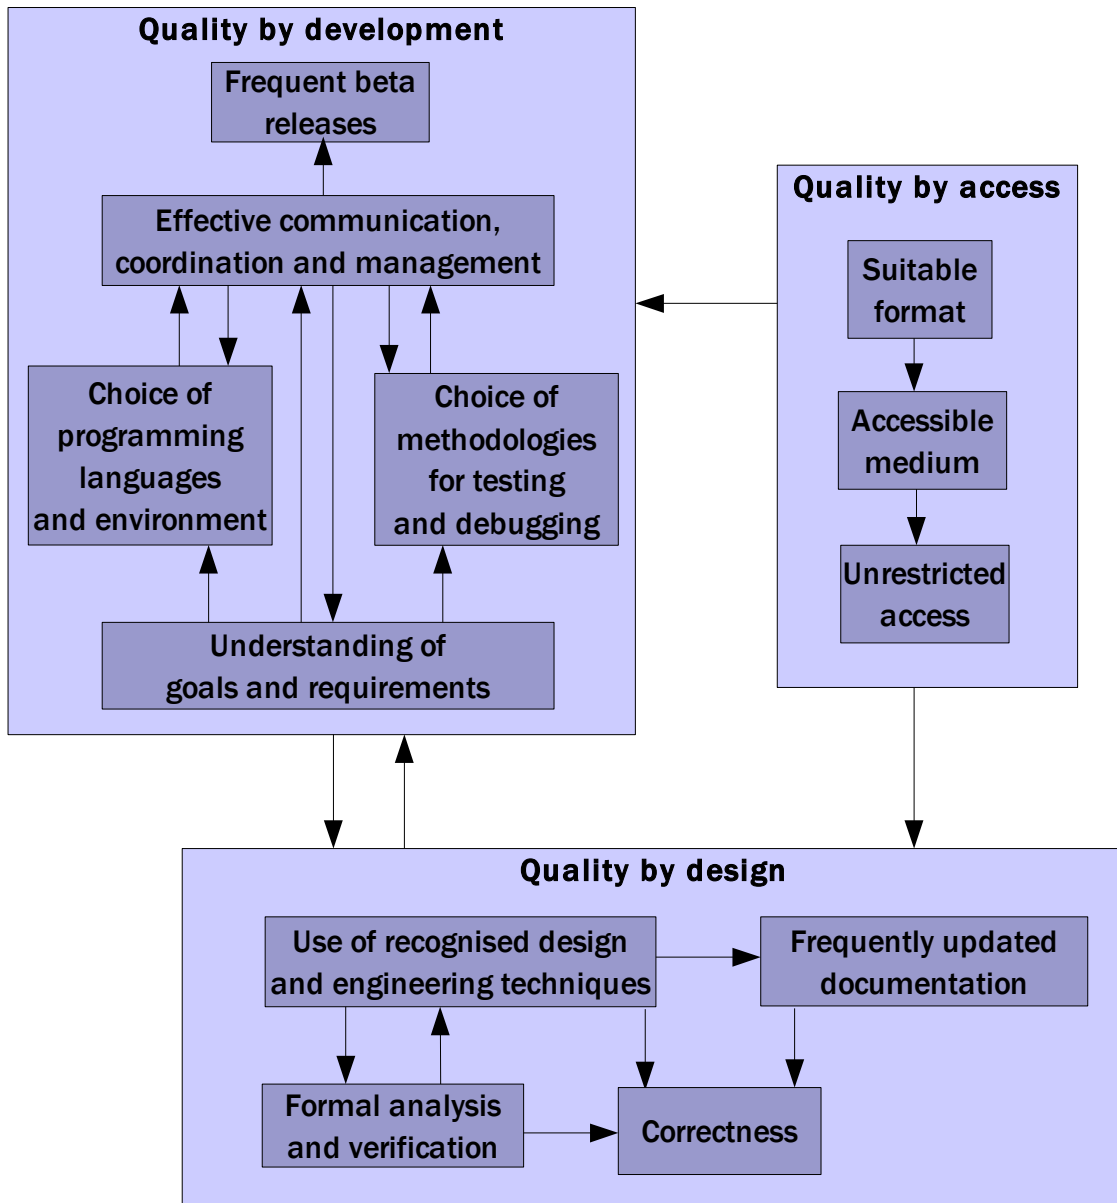 Quality by development
Frequent beta
releases
Effective communication,
coordination and management
Choice of
programming
languages
and environment
Choice of
methodologies
for testing
and debugging
Understanding of
goals and requirements
Quality by access
Suitable
format
Accessible
medium
Unrestricted
access
Quality by design
Use of recognised design
and engineering techniques
Frequently updated
documentation
Formal analysis
and verification
Correctness